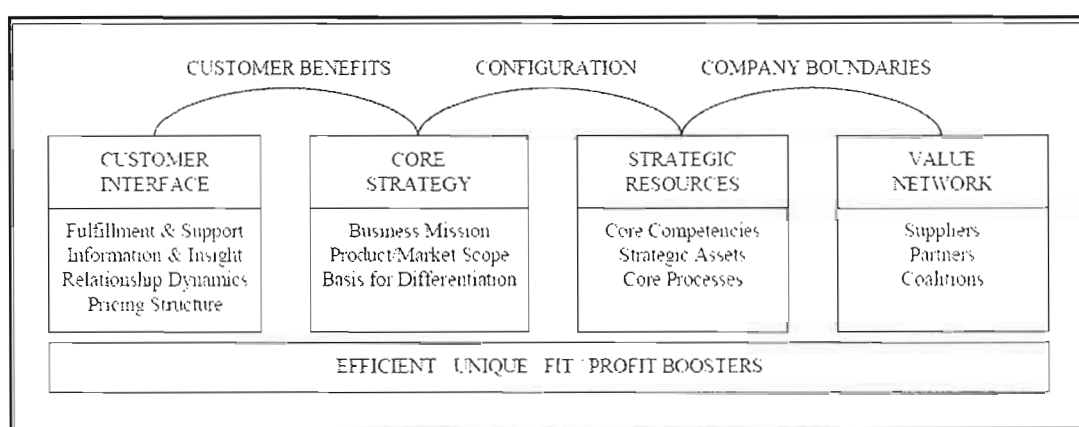 CUSTOMER BENEFITS CONFIGURATION COMPANY BOUNDARIES
CUSTOMER
INTERFACE
Fulfillment & Support
Information & Insight
Relationship Dynamics
Pricing Structure
CORE
STRATEGY
Business Mission
Product/Market Scope
Basis for Differentiation
STRATEGIC
RESOURCES
Core Competencies
Strategic Assets
Core Processes
VALUE
NETWORK
Suppliers
Partners
Coalitions
EFFICIENT UNIQUE FIT PROFIT BOOSTERS